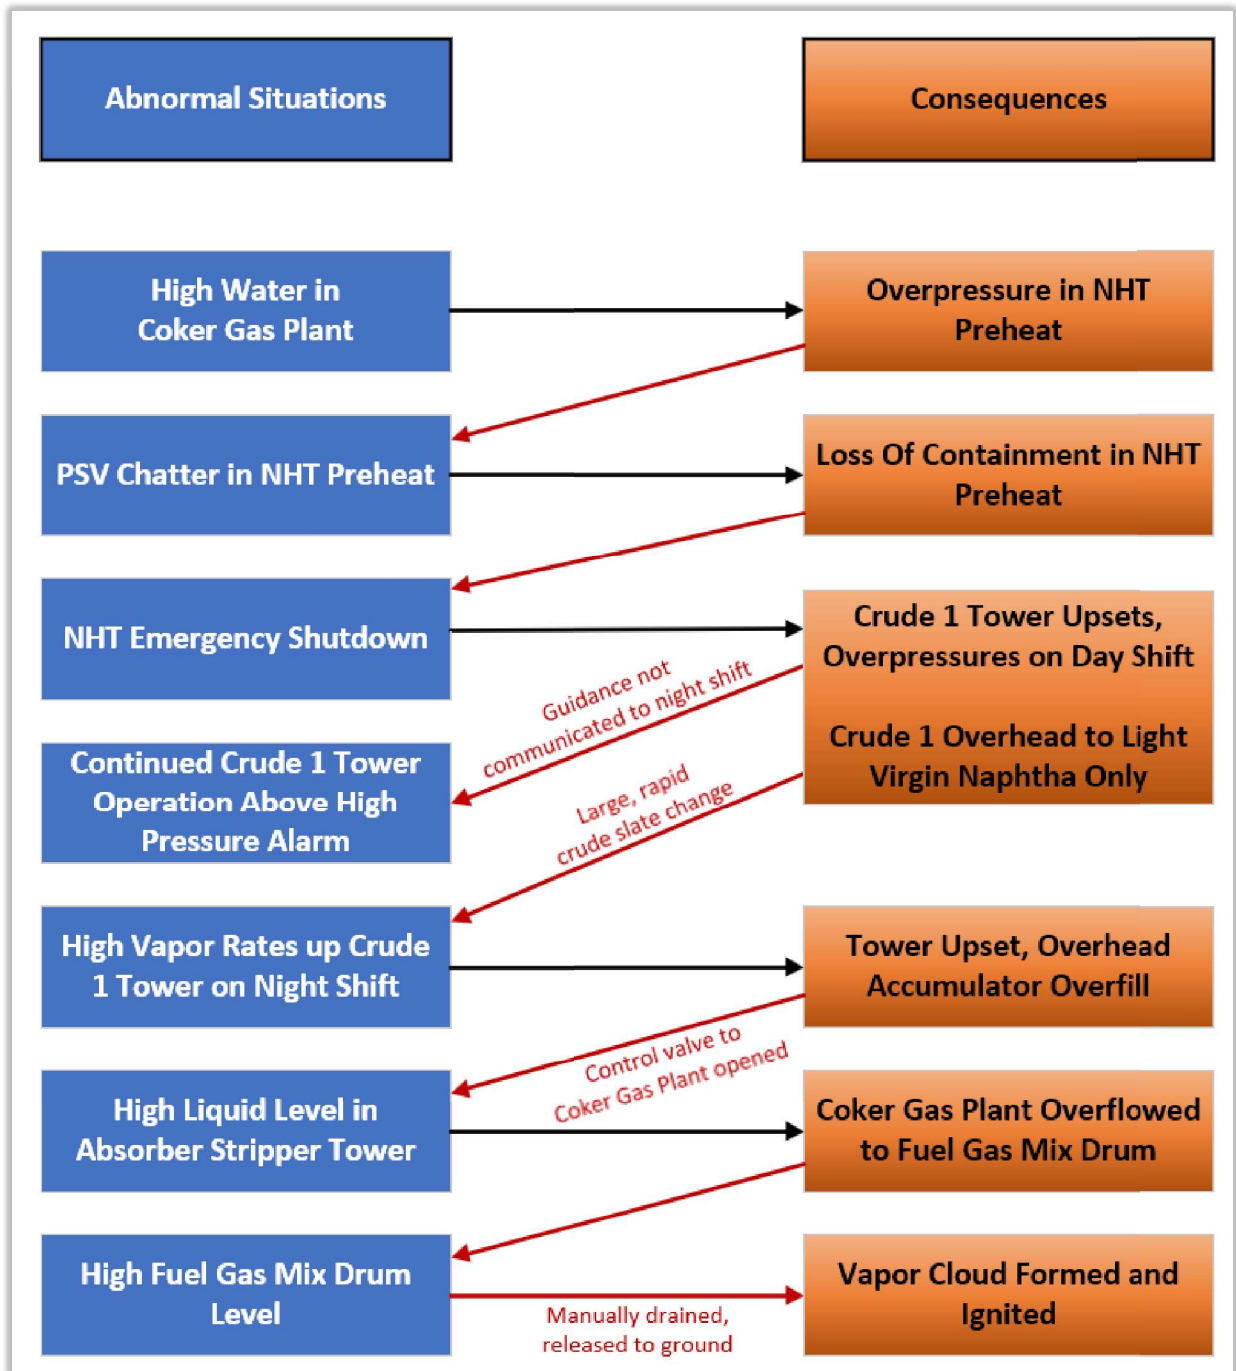 Abnormal Situations
Consequences
High Water in
Coker Gas Plant
Overpressure in NHT
Preheat
PSV Chatter in NHT Preheat
Loss Of Containment in NHT
Preheat
NHT Emergency Shutdown
Crude 1 Tower Upsets,
Overpressures on Day Shift
Crude 1 Overhead to Light
Virgin Naphtha Only
Guidance not
communicated to night shift
Continued Crude 1 Tower
Operation Above High
Pressure Alarm
Large, rapid
crude slate change
High Vapor Rates up Crude
1 Tower on Night Shift
Tower Upset, Overhead
Accumulator Overfill
Control valve to
Coker Gas Plant opened
High Liquid Level in
Absorber Stripper Tower
Coker Gas Plant Overflowed
to Fuel Gas Mix Drum
High Fuel Gas Mix Drum
Level
Manually drained,
released to ground
Vapor Cloud Formed and
Ignited